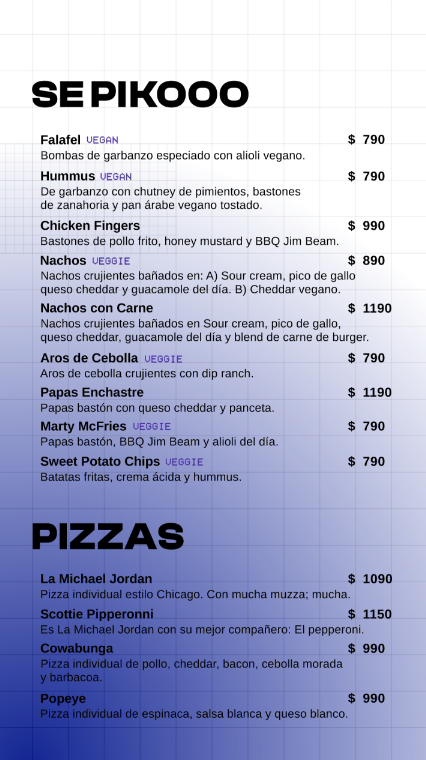 SE PIKOOO
Falafel VEGAN $ 790
Bombas de garbanzo especiado con alioli vegano.
Hummus VEGAN $ 790
De garbanzo con chutney de pimientos, bastones
de zanahoria y pan árabe vegano tostado.
Chicken Fingers $ 990
Bastones de pollo frito, honey mustard y BBQ Jim Beam.
Nachos VEGGIE $ 890
Nachos crujientes bañados en: A) Sour cream, pico de gallo
queso cheddar y guacamole del día. B) Cheddar vegano.
Nachos con Carne $ 1190
Nachos crujientes bañados en Sour cream, pico de gallo,
queso cheddar, guacamole del día y blend de carne de burger.
Aros de Cebolla VEGGIE $ 790
Aros de cebolla crujientes con dip ranch.
Papas Enchastre $ 1190
Papas bastón con queso cheddar y panceta.
Marty McFries VEGGIE $ 790
Papas bastón, BBQ Jim Beam y alioli del día.
Sweet Potato Chips VEGGIE $ 790
Batatas fritas, crema ácida y hummus.
PIZZAS
La Michael Jordan $ 1090
Pizza individual estilo Chicago. Con mucha muzza; mucha.
Scottie Pipperonni $ 1150
Es La Michael Jordan con su mejor compañero: El pepperoni.
Cowabunga $ 990
Pizza individual de pollo, cheddar, bacon, cebolla morada
y barbacoa.
Popeye $ 990
Pizza individual de espinaca, salsa blanca y queso blanco.